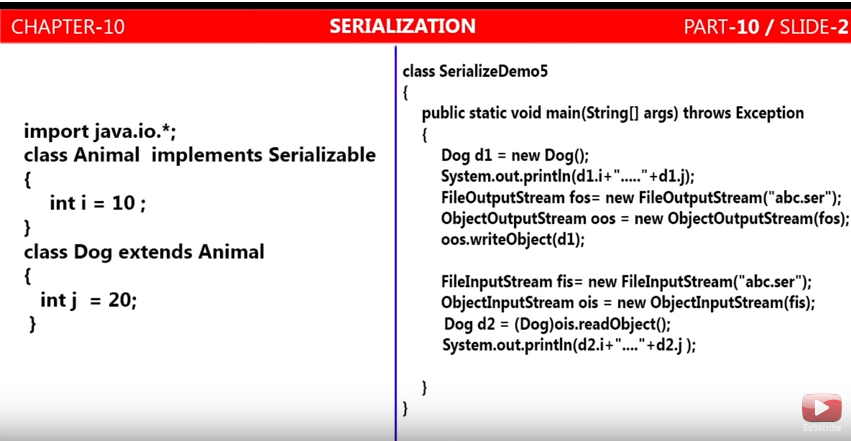 CHAPTER-10
SERIALIZATION
PART-10 / SLIDE-2
import java.io.*;
class Animal implements Serializable
{
int i = 10 ;
}
class Dog extends Animal
{
int j = 20;
}
class SerializeDemo5
{
public static void main(String[] args) throws Exception
{
Dog d1 = new Dog();
System.out.println(d1.i+"....."+d1.j);
FileOutputStream fos= new FileOutputStream("abc.ser");
ObjectOutputStream oos = new ObjectOutputStream(fos);
oos.writeObject(d1);
FileInputStream fis= new FileInputStream("abc.ser");
ObjectInputStream ois = new ObjectInputStream(fis);
Dog d2 = (Dog)ois.readObject();
System.out.println(d2.i+"...."+d2.j );
}
}
Subscribe